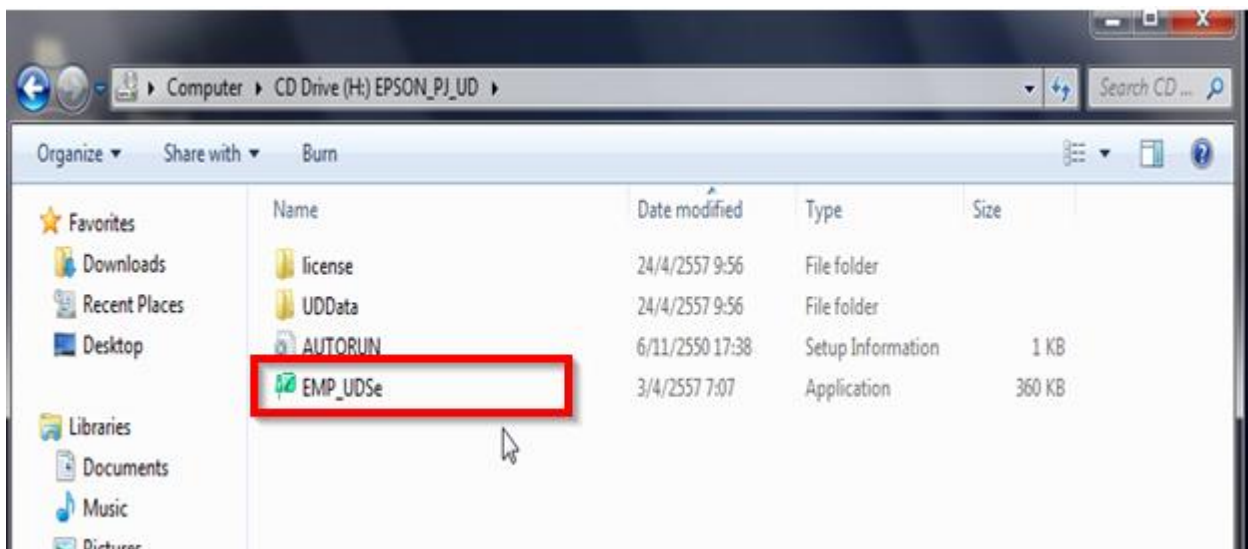 Computer ▸ CD Drive (H:) EPSON_PJ_UD ▸
Search CD ...
Organize Share with Burn
Favorites
Downloads
Recent Places
Desktop
Libraries
Documents
Music
Pictures
Name Date modified Type Size
license 24/4/2557 9:56 File folder
UDData 24/4/2557 9:56 File folder
AUTORUN 6/11/2550 17:38 Setup Information 1 KB
EMP_UDSe 3/4/2557 7:07 Application 360 KB